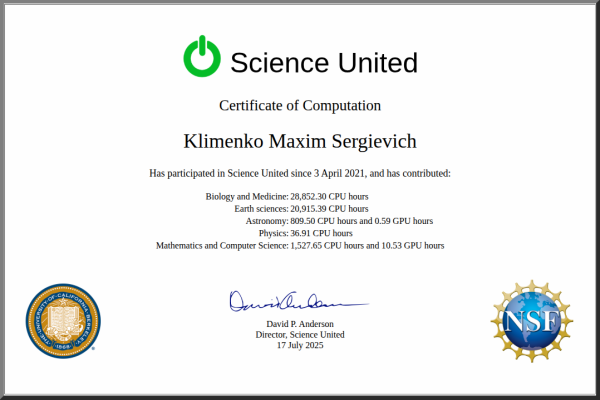 Science United
Certificate of Computation
Klimenko Maxim Sergievich
Has participated in Science United since 3 April 2021, and has contributed:
Biology and Medicine: 28,852.30 CPU hours
Earth sciences: 20,915.39 CPU hours
Astronomy: 809.50 CPU hours and 0.59 GPU hours
Physics: 36.91 CPU hours
Mathematics and Computer Science: 1,527.65 CPU hours and 10.53 GPU hours
THE UNIVERSITY OF CALIFORNIA BERKELEY
1868
NSF
David P. Anderson
Director, Science United
17 July 2025